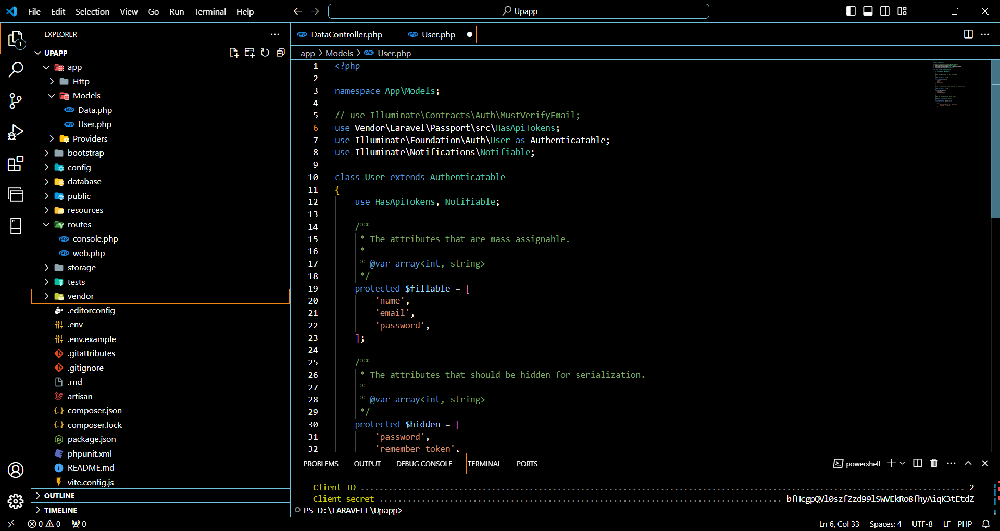 File Edit Selection View Go Run Terminal Help
Upapp
EXPLORER
UPAPP
app
Http
Models
Data.php
User.php
Providers
bootstrap
config
database
public
resources
routes
console.php
web.php
storage
tests
vendor
.editorconfig
.env
.env.example
.gitattributes
.gitignore
.rnd
artisan
composer.json
composer.lock
package.json
phpunit.xml
README.md
vite.config.js
OUTLINE
TIMELINE
DataController.php User.php
app > Models > User.php
1 <?php
2
3 namespace App\Models;
4
5 // use Illuminate\Contracts\Auth\MustVerifyEmail;
6 use Vendor\Laravel\Passport\src\HasApiTokens;
7 use Illuminate\Foundation\Auth\User as Authenticatable;
8 use Illuminate\Notifications\Notifiable;
9
10 class User extends Authenticatable
11 {
12 use HasApiTokens, Notifiable;
13
14 /**
15 * The attributes that are mass assignable.
16 *
17 * @var array<int, string>
18 */
19 protected $fillable = [
20 'name',
21 'email',
22 'password',
23 ];
24
25 /**
26 * The attributes that should be hidden for serialization.
27 *
28 * @var array<int, string>
29 */
30 protected $hidden = [
31 'password',
32 'remember_token',
PROBLEMS OUTPUT DEBUG CONSOLE TERMINAL PORTS
powershell
Client ID ........ 2
Client secret ........ bfHcgpQVl0szfZzd99lSWVEkRo8fhyAiqK3tEtdZ
PS D:\LARAVELL\Upapp>
1
0 0 0
Ln 6, Col 33 Spaces: 4 UTF-8 LF PHP